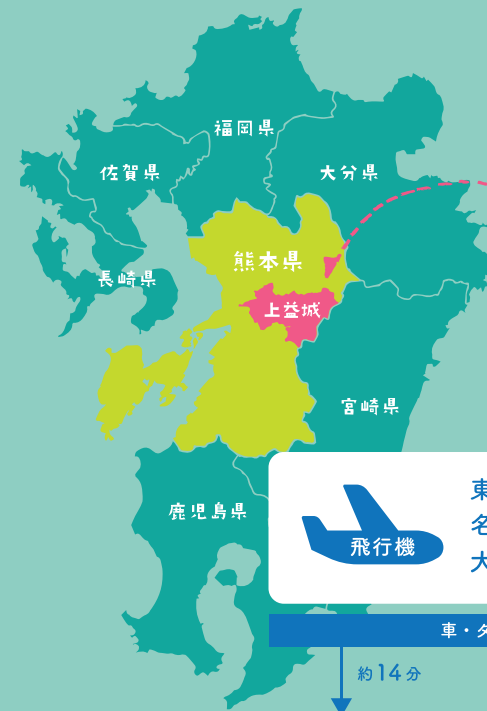 福岡県
佐賀県
大分県
熊本県
長崎県
上益城
宮崎県
鹿児島県
飛行機
東
名
大
車・タ
約14分